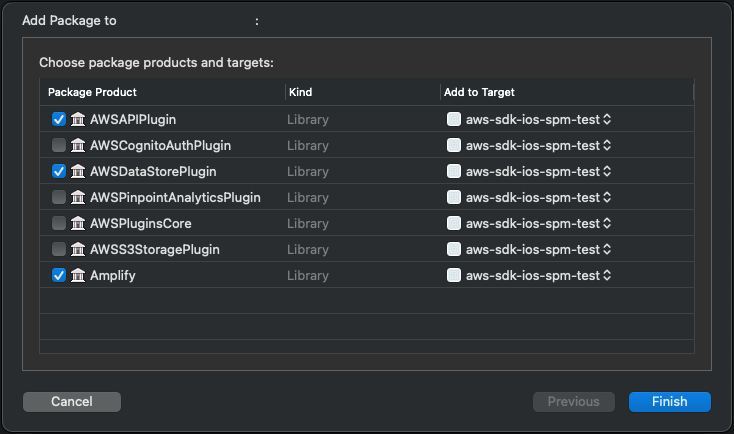 Add Package to :
Choose package products and targets:
Package Product Kind Add to Target
AWSAPIPlugin Library aws-sdk-ios-spm-test
AWSCognitoAuthPlugin Library aws-sdk-ios-spm-test
AWSDataStorePlugin Library aws-sdk-ios-spm-test
AWSPinpointAnalyticsPlugin Library aws-sdk-ios-spm-test
AWSPluginsCore Library aws-sdk-ios-spm-test
AWSS3StoragePlugin Library aws-sdk-ios-spm-test
Amplify Library aws-sdk-ios-spm-test
Cancel Previous Finish